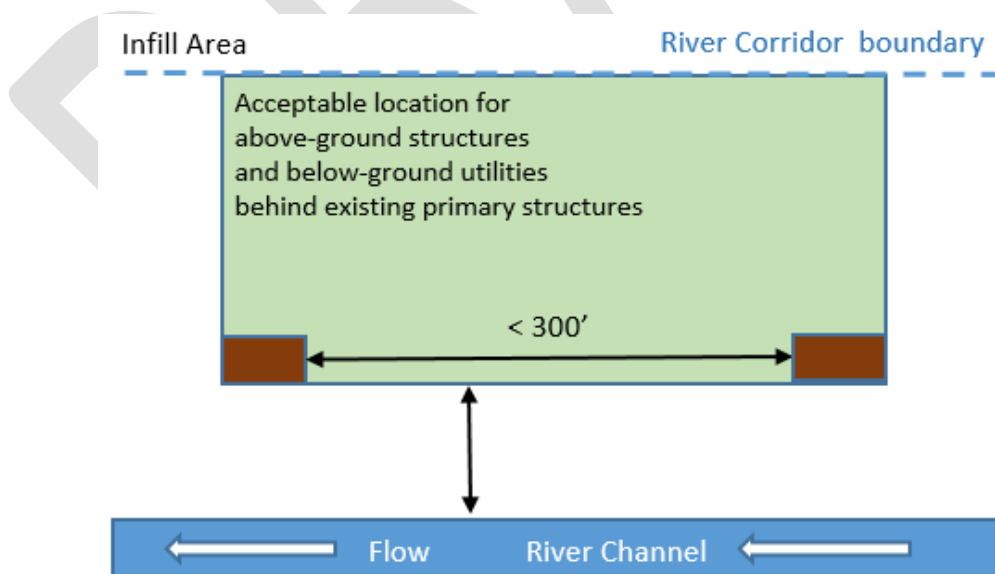 Infill Area
River Corridor boundary
Acceptable location for
above-ground structures
and below-ground utilities
behind existing primary structures
< 300’
Flow
River Channel